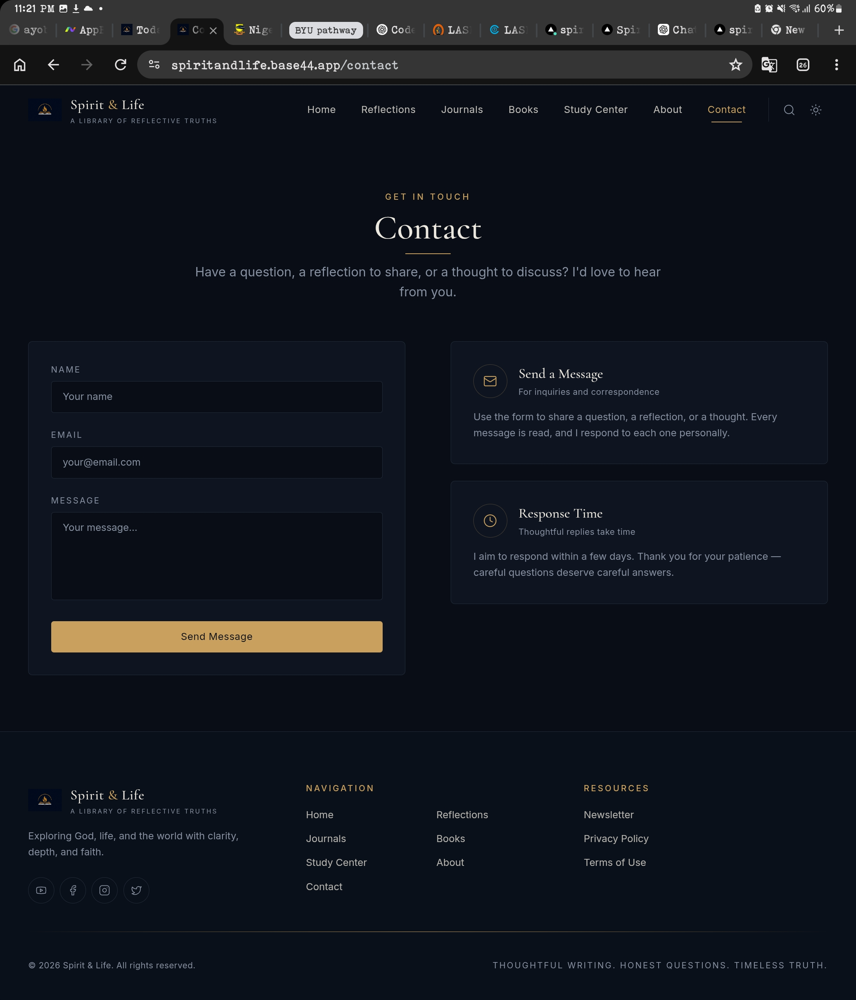 11:21 PM
60%
ayo
App
Tod
Co
Nig
BYU pathway
Code
LAS
LAS
spir
Spir
Cha
spir
New
spiritandlife.base44.app/contact
26
Spirit & Life
A LIBRARY OF REFLECTIVE TRUTHS
Home
Reflections
Journals
Books
Study Center
About
Contact
GET IN TOUCH
Contact
Have a question, a reflection to share, or a thought to discuss? I'd love to hear
from you.
NAME
Your name
EMAIL
your@email.com
MESSAGE
Your message...
Send Message
Send a Message
For inquiries and correspondence
Use the form to share a question, a reflection, or a thought. Every
message is read, and I respond to each one personally.
Response Time
Thoughtful replies take time
I aim to respond within a few days. Thank you for your patience —
careful questions deserve careful answers.
Spirit & Life
A LIBRARY OF REFLECTIVE TRUTHS
Exploring God, life, and the world with clarity,
depth, and faith.
NAVIGATION
Home
Reflections
Journals
Books
Study Center
About
Contact
RESOURCES
Newsletter
Privacy Policy
Terms of Use
© 2026 Spirit & Life. All rights reserved.
THOUGHTFUL WRITING. HONEST QUESTIONS. TIMELESS TRUTH.